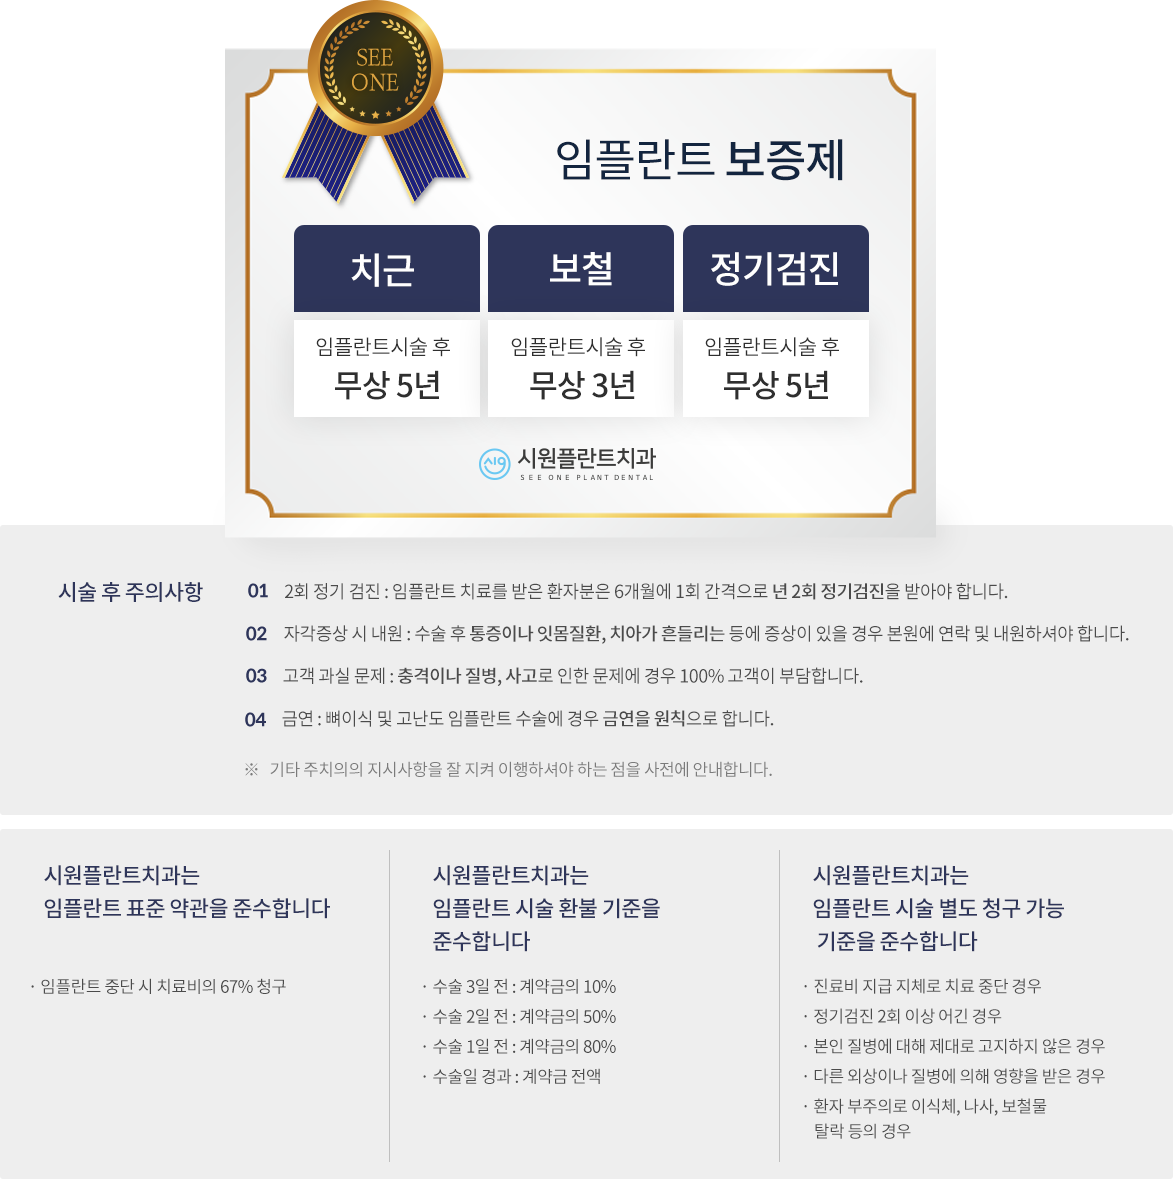 SEE
ONE
임플란트 보증제
치근
임플란트시술 후
무상 5년
보철
임플란트시술 후
무상 3년
정기검진
임플란트시술 후
무상 5년
시원플란트치과
SEE ONE PLANT DENTAL
시술 후 주의사항
01 2회 정기 검진 : 임플란트 치료를 받은 환자분은 6개월에 1회 간격으로 년 2회 정기검진을 받아야 합니다.
02 자각증상 시 내원 : 수술 후 통증이나 잇몸질환, 치아가 흔들리는 등에 증상이 있을 경우 본원에 연락 및 내원하셔야 합니다.
03 고객 과실 문제 : 충격이나 질병, 사고로 인한 문제에 경우 100% 고객이 부담합니다.
04 금연 : 뼈이식 및 고난도 임플란트 수술에 경우 금연을 원칙으로 합니다.
※ 기타 주치의의 지시사항을 잘 지켜 이행하셔야 하는 점을 사전에 안내합니다.
시원플란트치과는
임플란트 표준 약관을 준수합니다
· 임플란트 중단 시 치료비의 67% 청구
시원플란트치과는
임플란트 시술 환불 기준을
준수합니다
· 수술 3일 전 : 계약금의 10%
· 수술 2일 전 : 계약금의 50%
· 수술 1일 전 : 계약금의 80%
· 수술일 경과 : 계약금 전액
시원플란트치과는
임플란트 시술 별도 청구 가능
기준을 준수합니다
· 진료비 지급 지체로 치료 중단 경우
· 정기검진 2회 이상 어긴 경우
· 본인 질병에 대해 제대로 고지하지 않은 경우
· 다른 외상이나 질병에 의해 영향을 받은 경우
· 환자 부주의로 이식체, 나사, 보철물
탈락 등의 경우